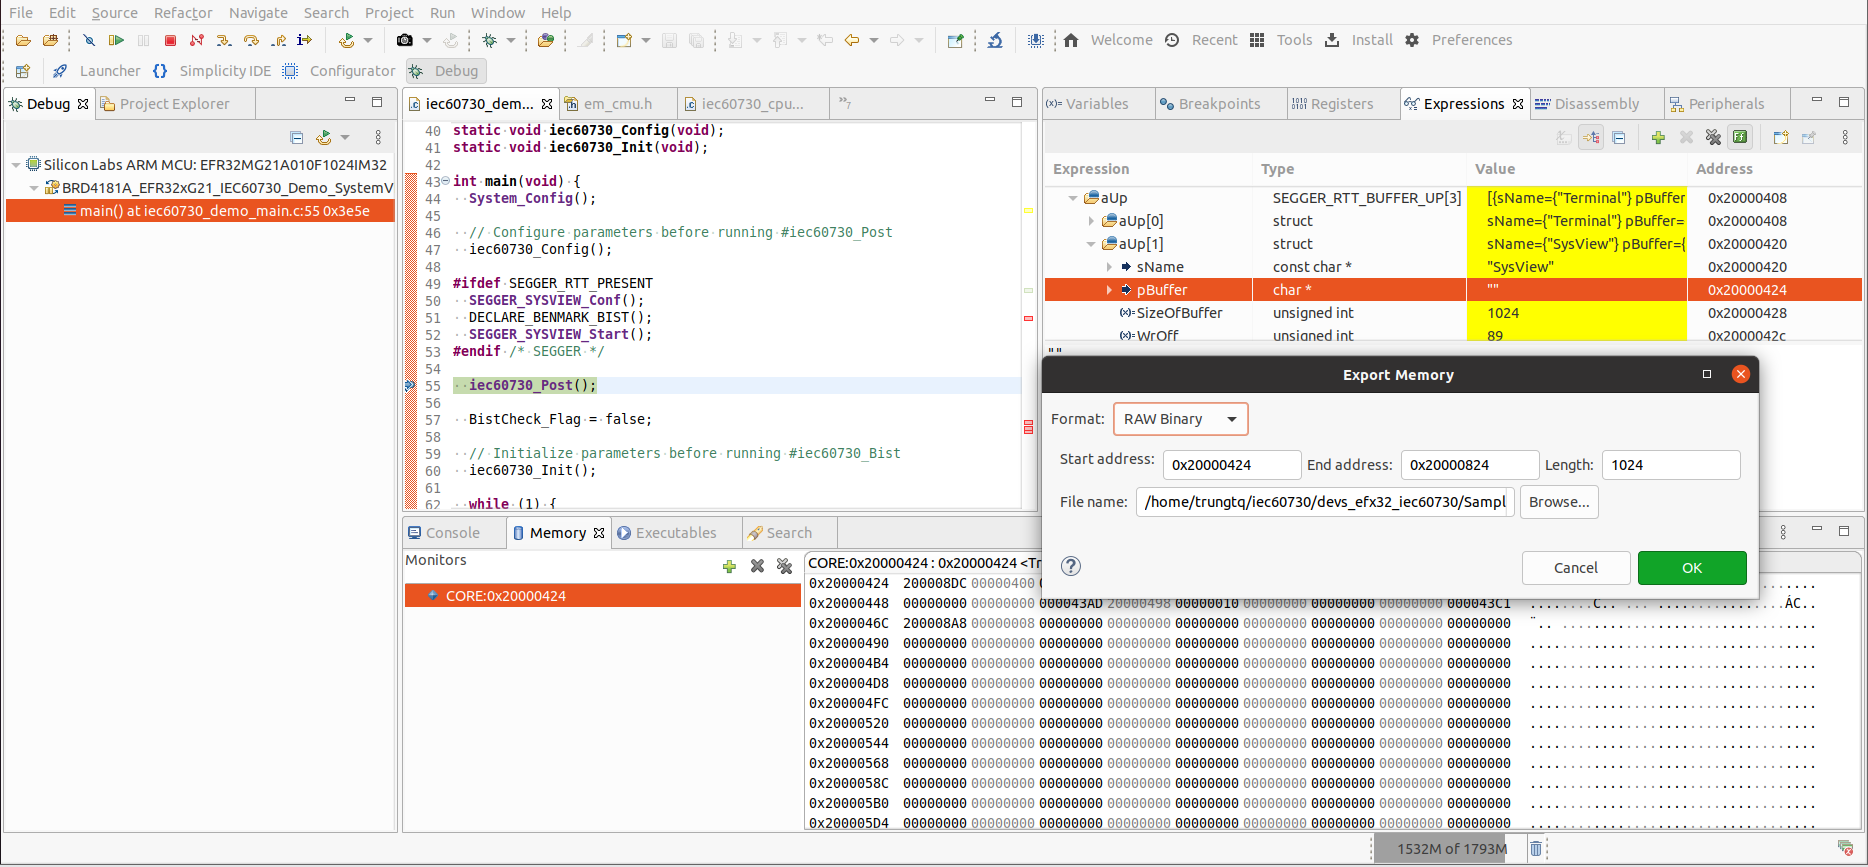 File Edit Source Refactor Navigate Search Project Run Window Help
Welcome Recent Tools Install Preferences
Launcher Simplicity IDE Configurator Debug
Debug Project Explorer
Silicon Labs ARM MCU: EFR32MG21A010F1024IM32
BRD4181A_EFR32xG21_IEC60730_Demo_SystemV
main() at iec60730_demo_main.c:55 0x3e5e
iec60730_dem... em_cmu.h iec60730_cpu... »7
40 static void iec60730_Config(void);
41 static void iec60730_Init(void);
42
43 int main(void) {
44 System_Config();
45
46 // Configure parameters before running #iec60730_Post
47 iec60730_Config();
48
49 #ifdef SEGGER_RTT_PRESENT
50 SEGGER_SYSVIEW_Conf();
51 DECLARE_BENMARK_BIST();
52 SEGGER_SYSVIEW_Start();
53 #endif /* SEGGER */
54
55 iec60730_Post();
56
57 BistCheck_Flag = false;
58
59 // Initialize parameters before running #iec60730_Bist
60 iec60730_Init();
61
62 while (1) {
(x)= Variables Breakpoints 1010 0101 Registers Expressions Disassembly Peripherals
Expression Type Value Address
aUp SEGGER_RTT_BUFFER_UP[3] [{sName={"Terminal"} pBuffer 0x20000408
aUp[0] struct sName={"Terminal"} pBuffer= 0x20000408
aUp[1] struct sName={"SysView"} pBuffer={ 0x20000420
sName const char * "SysView" 0x20000420
pBuffer char * "" 0x20000424
(x)= SizeOfBuffer unsigned int 1024 0x20000428
(x)= WrOff unsigned int 89 0x2000042c
""
Export Memory
Format: RAW Binary
Start address: 0x20000424 End address: 0x20000824 Length: 1024
File name: /home/trungtq/iec60730/devs_efx32_iec60730/Sampl Browse...
Cancel OK
Console Memory Executables Search
Monitors
CORE:0x20000424
CORE:0x20000424 : 0x20000424 <Tr
0x20000424 200008DC 00000400
0x20000448 00000000 00000000 000043AD 20000498 00000010 00000000 00000000 00000000 000043C1 ........C.. ... ................ÁC..
0x2000046C 200008A8 00000008 00000000 00000000 00000000 00000000 00000000 00000000 00000000 ¨.. ................................
0x20000490 00000000 00000000 00000000 00000000 00000000 00000000 00000000 00000000 00000000 ....................................
0x200004B4 00000000 00000000 00000000 00000000 00000000 00000000 00000000 00000000 00000000 ....................................
0x200004D8 00000000 00000000 00000000 00000000 00000000 00000000 00000000 00000000 00000000 ....................................
0x200004FC 00000000 00000000 00000000 00000000 00000000 00000000 00000000 00000000 00000000 ....................................
0x20000520 00000000 00000000 00000000 00000000 00000000 00000000 00000000 00000000 00000000 ....................................
0x20000544 00000000 00000000 00000000 00000000 00000000 00000000 00000000 00000000 00000000 ....................................
0x20000568 00000000 00000000 00000000 00000000 00000000 00000000 00000000 00000000 00000000 ....................................
0x2000058C 00000000 00000000 00000000 00000000 00000000 00000000 00000000 00000000 00000000 ....................................
0x200005B0 00000000 00000000 00000000 00000000 00000000 00000000 00000000 00000000 00000000 ....................................
0x200005D4 00000000 00000000 00000000 00000000 00000000 00000000 00000000 00000000 00000000 ....................................
1532M of 1793M